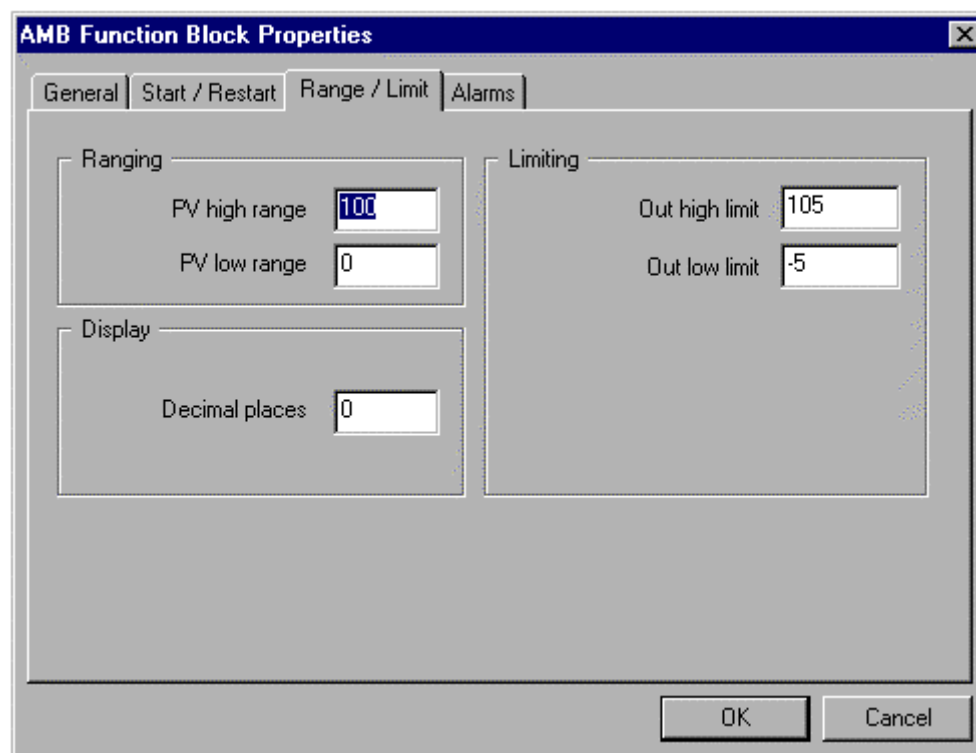 AMB Function Block Properties
General Start / Restart Range / Limit Alarms
Ranging
PV high range 100
PV low range 0
Display
Decimal places 0
Limiting
Out high limit 105
Out low limit -5
OK Cancel